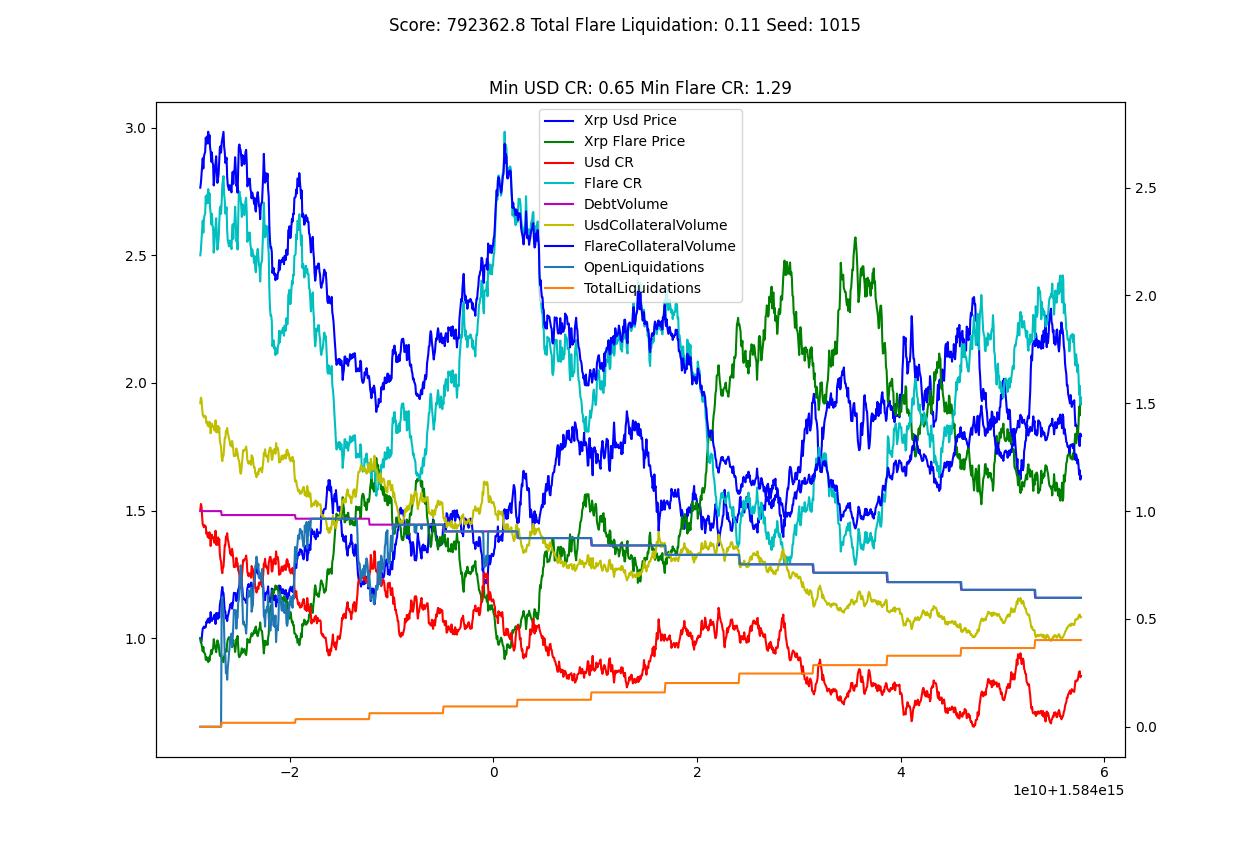 Score: 792362.8 Total Flare Liquidation: 0.11 Seed: 1015
Min USD CR: 0.65 Min Flare CR: 1.29
Xrp Usd Price
Xrp Flare Price
Usd CR
Flare CR
DebtVolume
UsdCollateralVolume
FlareCollateralVolume
OpenLiquidations
TotalLiquidations
3.0
2.5
2.0
1.5
1.0
2.5
2.0
1.5
1.0
0.5
0.0
−2 0 2 4 6
1e10+1.584e15